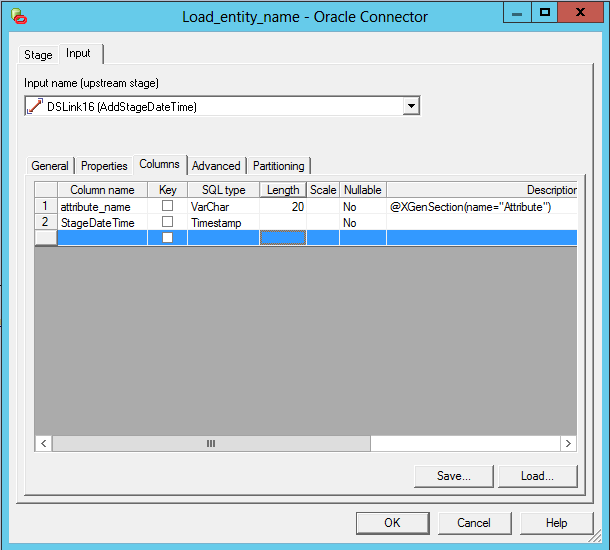 Load_entity_name - Oracle Connector
Stage Input
Input name (upstream stage)
DSLink16 (AddStageDateTime)
General Properties Columns Advanced Partitioning
Column name Key SQL type Length Scale Nullable Description
1 attribute_name VarChar 20 No @XGenSection(name="Attribute")
2 StageDateTime Timestamp No
Save... Load...
OK Cancel Help